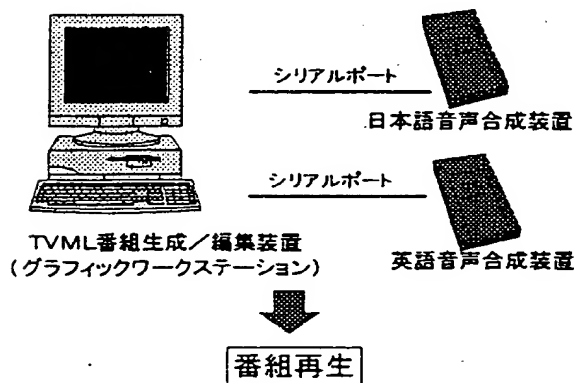 シリアルポート
日本語音声合成装置
シリアルポート
TVML番組生成／編集装置
(グラフィックワークステーション)
英語音声合成装置
番組再生